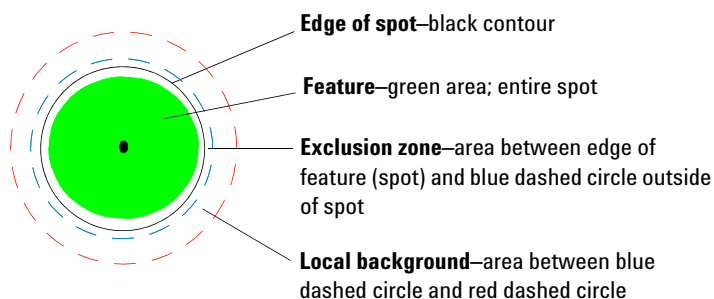 Edge of spot–black contour
Feature–green area; entire spot
Exclusion zone–area between edge of
feature (spot) and blue dashed circle outside
of spot
Local background–area between blue
dashed circle and red dashed circle